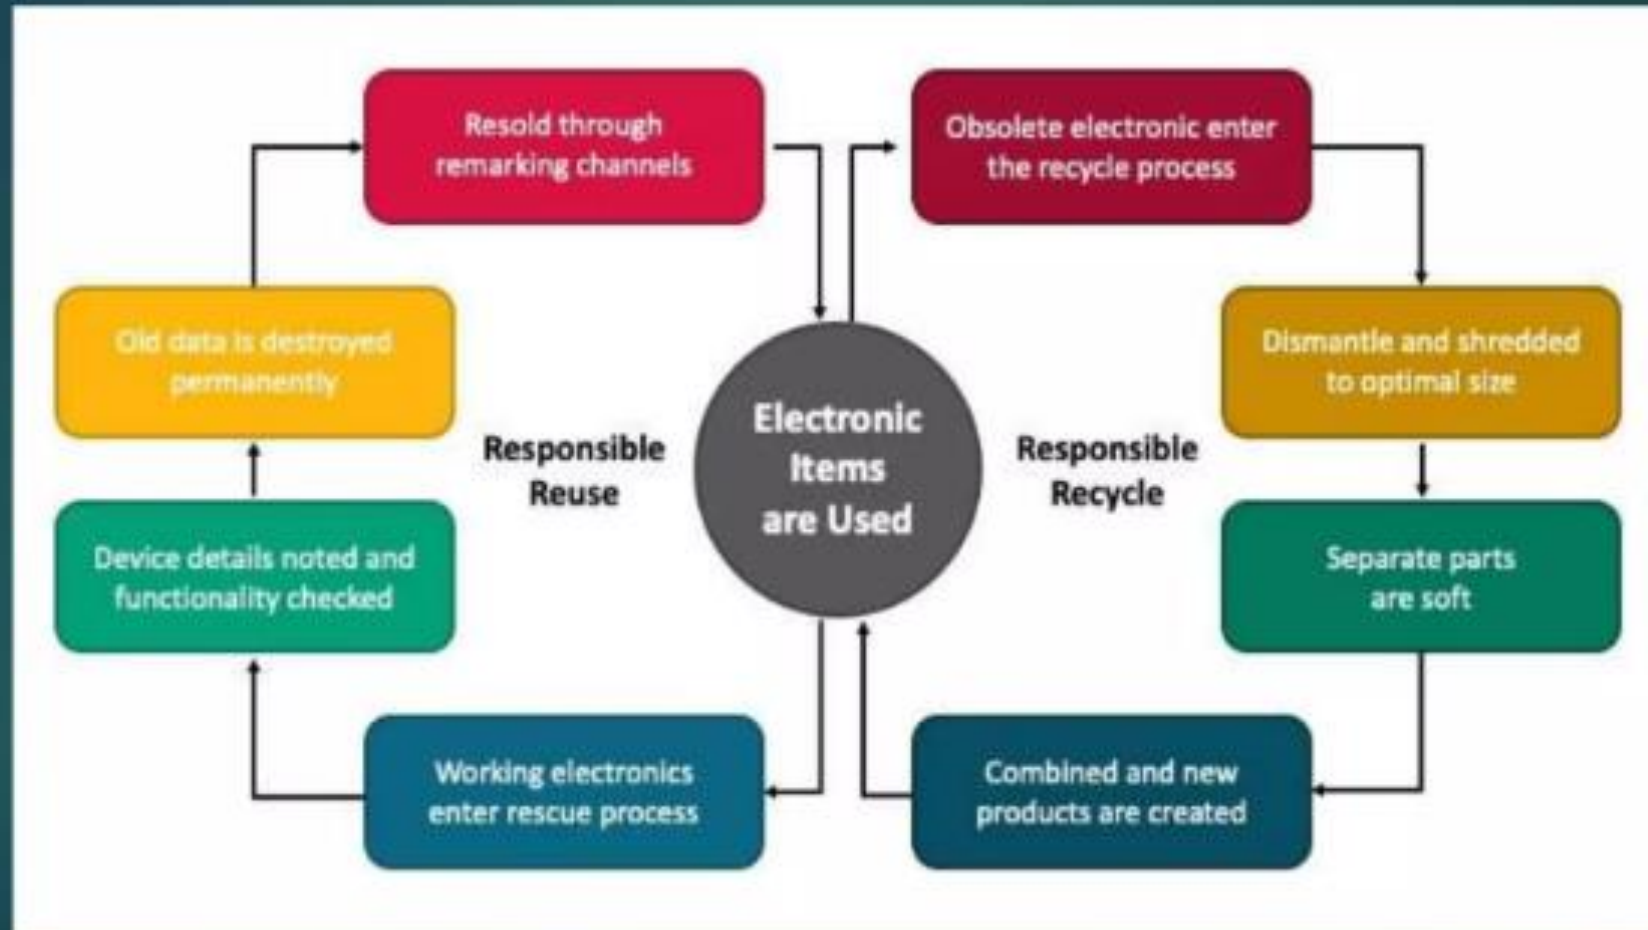 Resold through
remarking channels
Obsolete electronic enter
the recycle process
Old data is destroyed
permanently
Dismantle and shredded
to optimal size
Responsible
Reuse
Electronic
Items
are Used
Responsible
Recycle
Device details noted and
functionality checked
Separate parts
are soft
Working electronics
enter rescue process
Combined and new
products are created